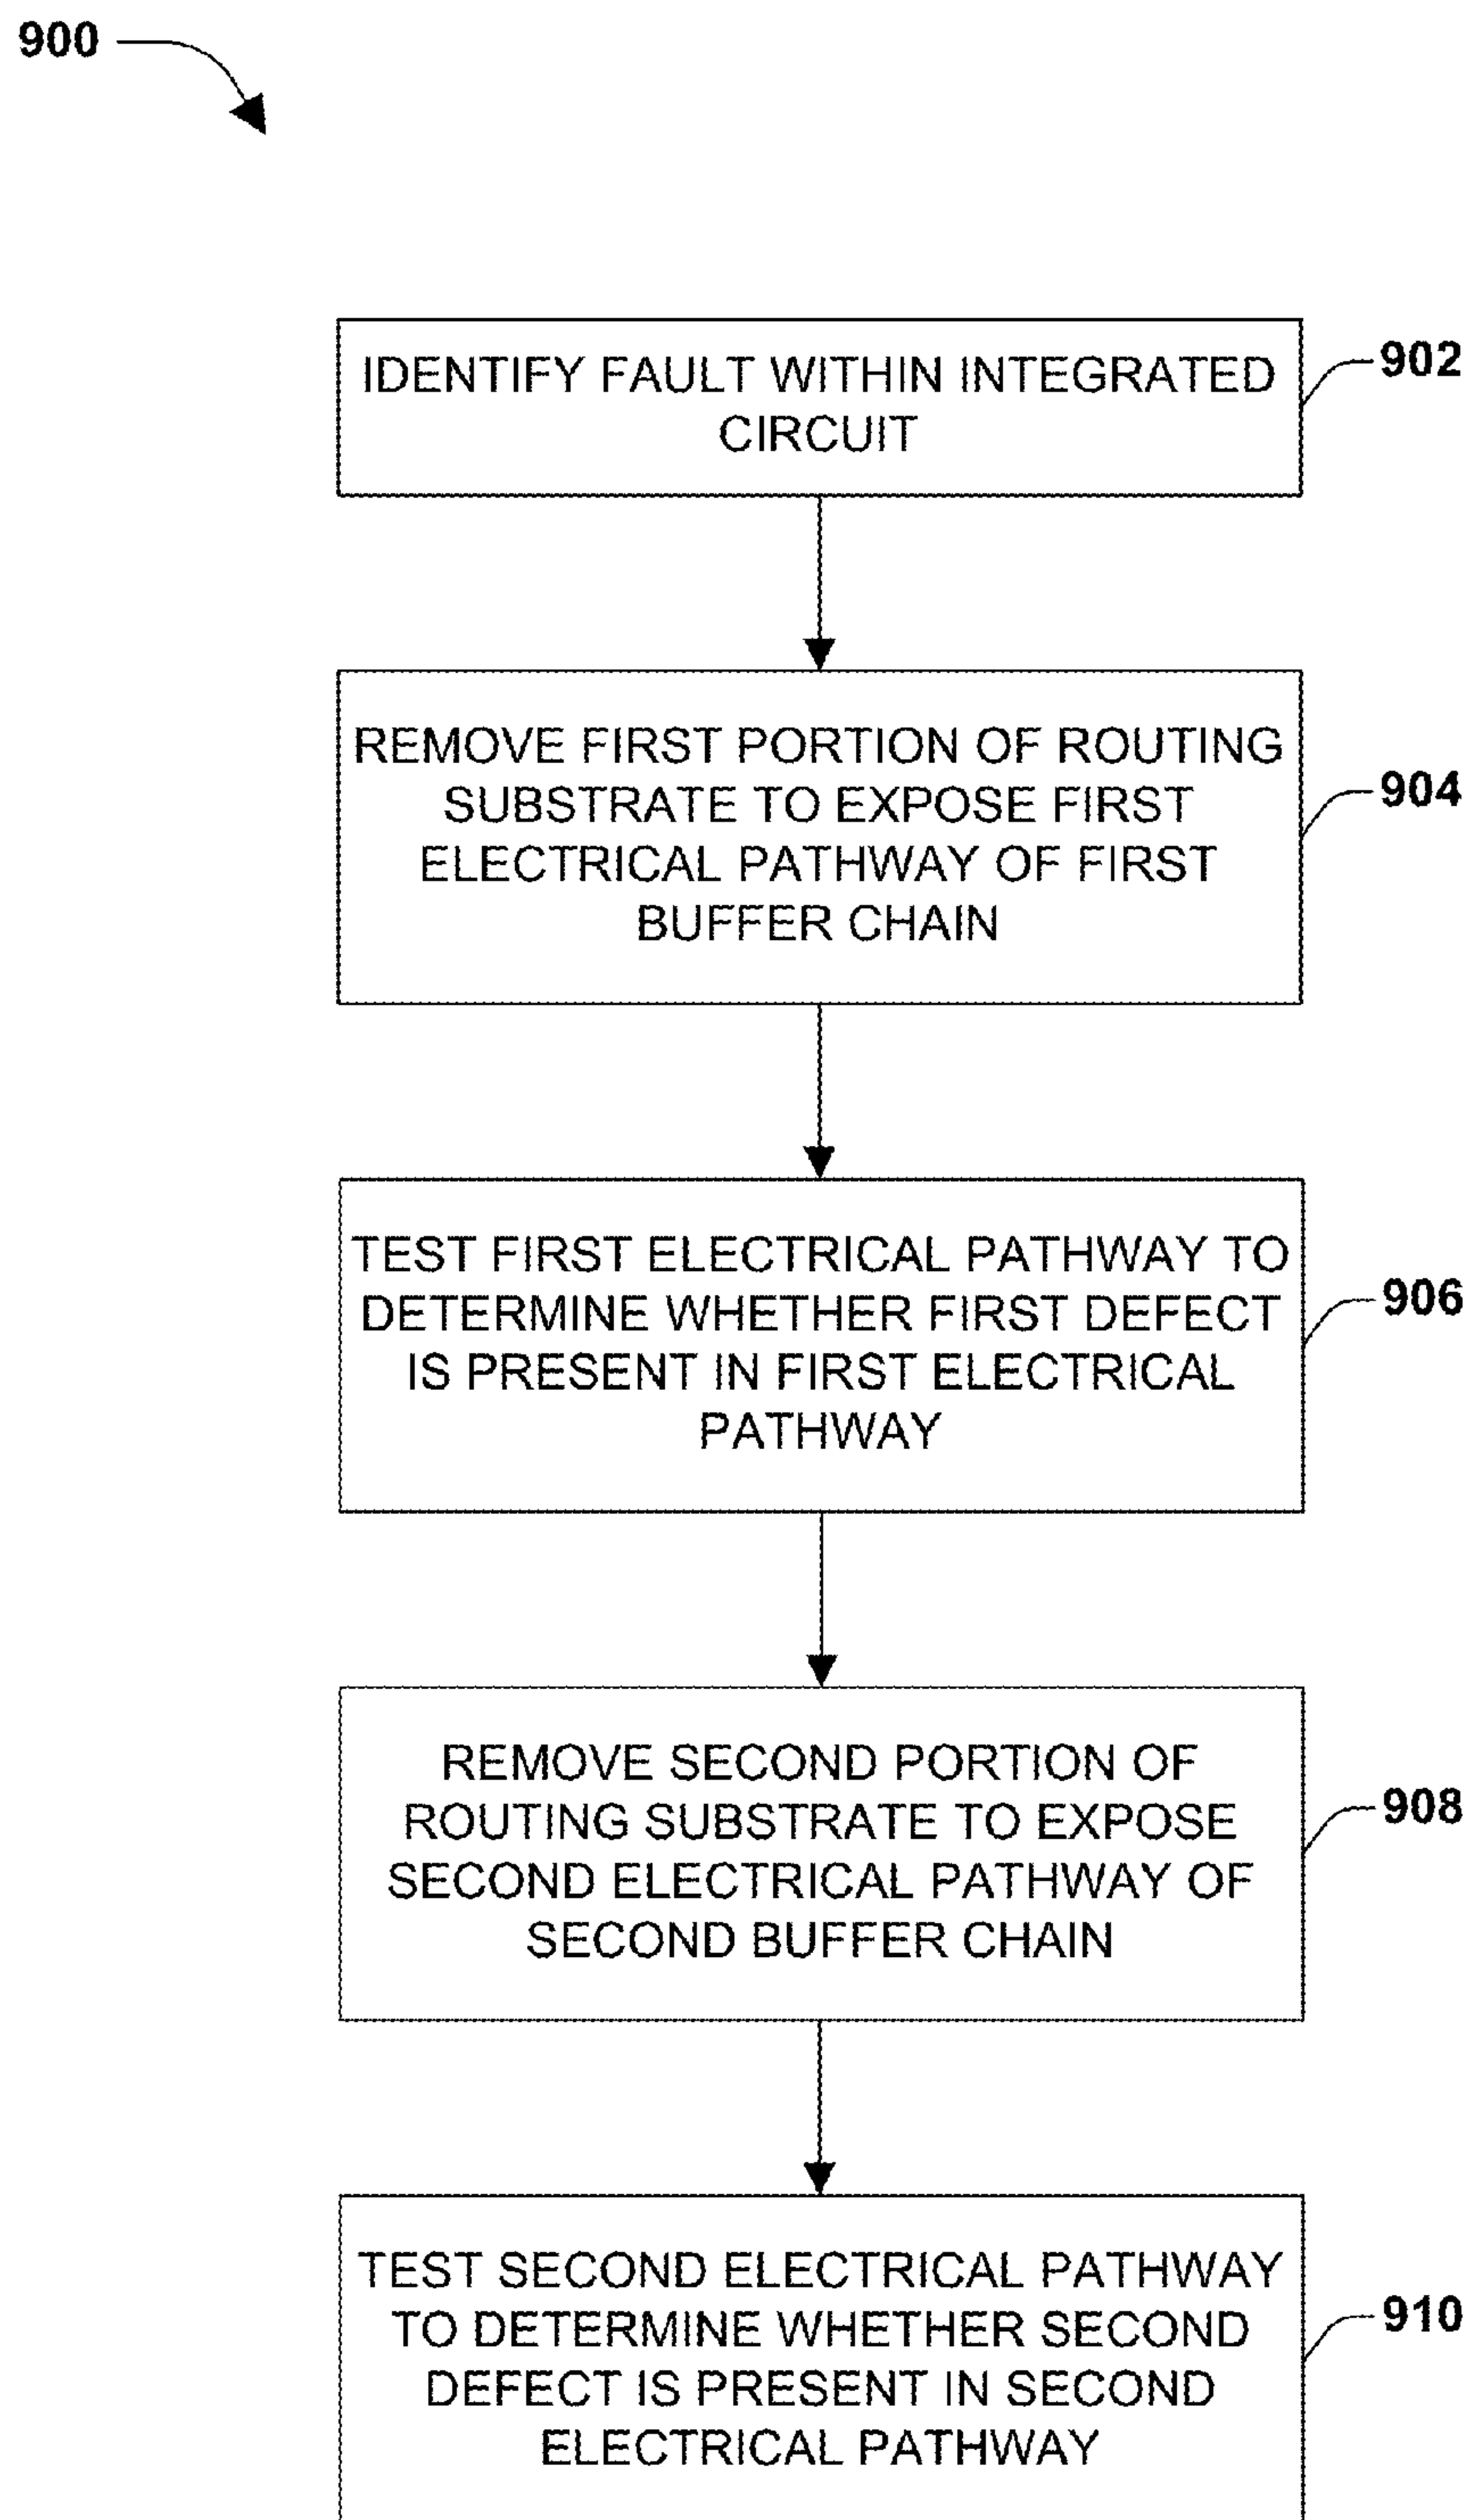 900
IDENTIFY FAULT WITHIN INTEGRATED
CIRCUIT
902
REMOVE FIRST PORTION OF ROUTING
SUBSTRATE TO EXPOSE FIRST
ELECTRICAL PATHWAY OF FIRST
BUFFER CHAIN
904
TEST FIRST ELECTRICAL PATHWAY TO
DETERMINE WHETHER FIRST DEFECT
IS PRESENT IN FIRST ELECTRICAL
PATHWAY
906
REMOVE SECOND PORTION OF
ROUTING SUBSTRATE TO EXPOSE
SECOND ELECTRICAL PATHWAY OF
SECOND BUFFER CHAIN
908
TEST SECOND ELECTRICAL PATHWAY
TO DETERMINE WHETHER SECOND
DEFECT IS PRESENT IN SECOND
ELECTRICAL PATHWAY
910